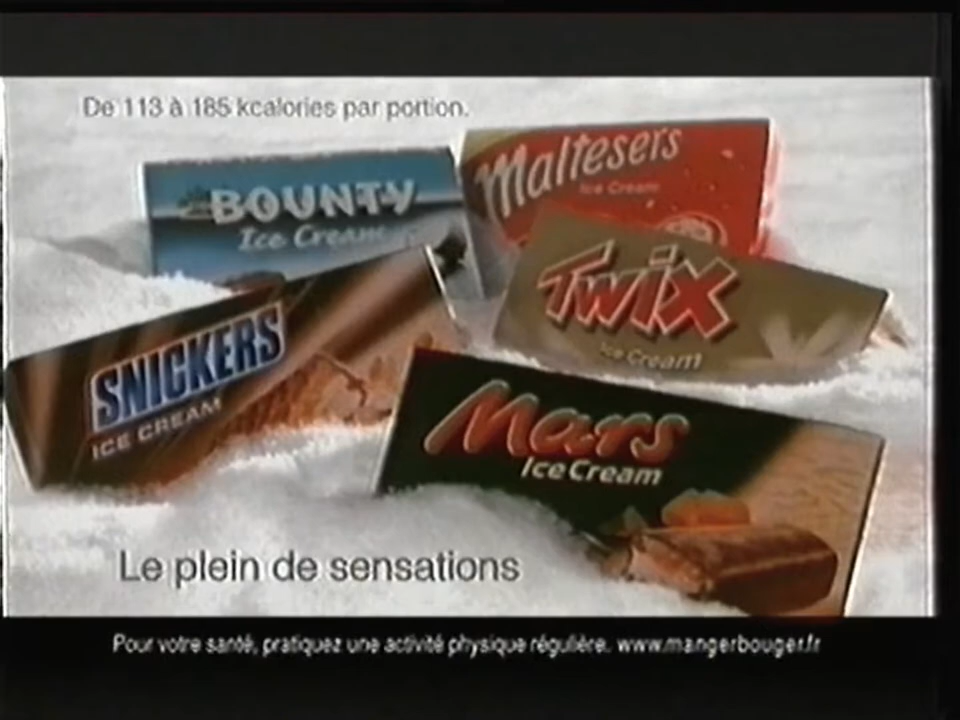 De 113 à 185 kcalories par portion.
BOUNTY
Ice Cream
Maltesers
Ice Cream
TWIX
Ice Cream
SNICKERS
ICE CREAM
Mars
Ice Cream
Le plein de sensations
Pour votre santé, pratiquez une activité physique régulière. www.mangerbouger.fr